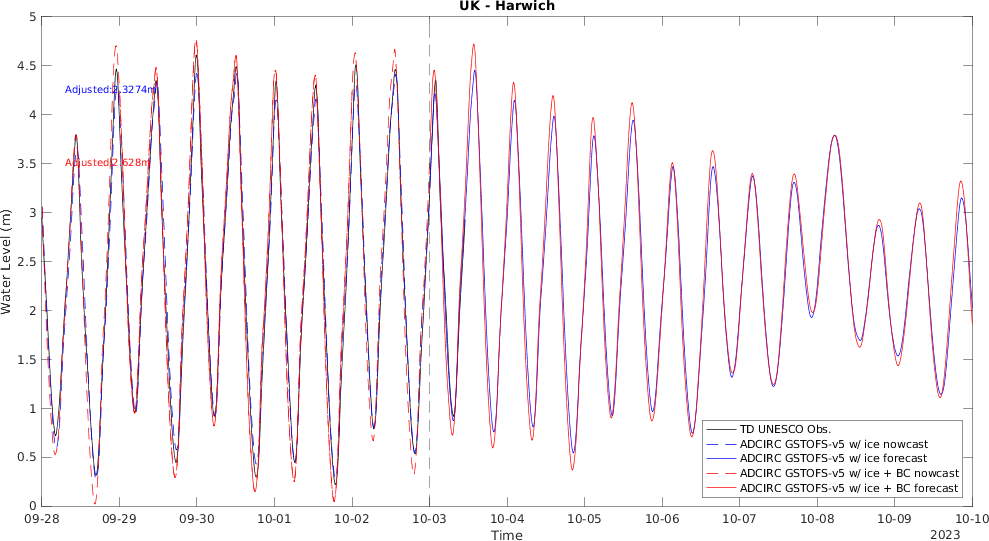 UK - Harwich
5
4.5
4
3.5
3
2.5
2
1.5
1
0.5
0
Water Level (m)
Adjusted:2.3274m
Adjusted:2.628m
TD UNESCO Obs.
ADCIRC GSTOFS-v5 w/ ice nowcast
ADCIRC GSTOFS-v5 w/ ice forecast
ADCIRC GSTOFS-v5 w/ ice + BC nowcast
ADCIRC GSTOFS-v5 w/ ice + BC forecast
09-28 09-29 09-30 10-01 10-02 10-03 10-04 10-05 10-06 10-07 10-08 10-09 10-10
Time
2023